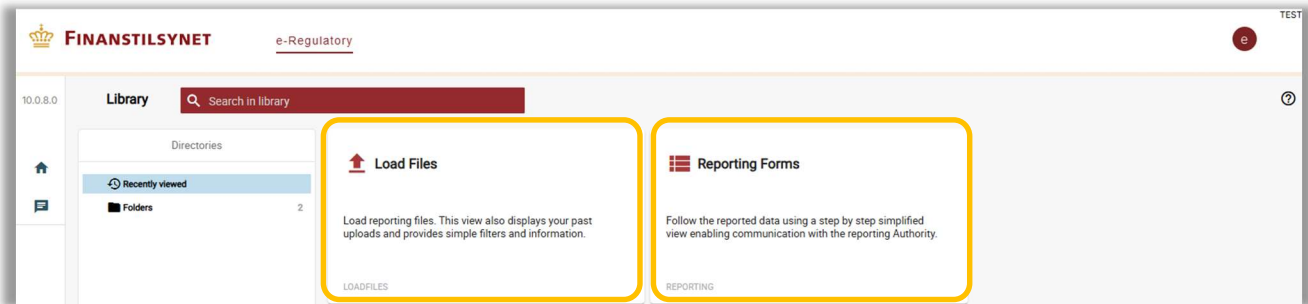 TEST
FINANSTILSYNET
e-Regulatory
e
10.0.8.0
Library
Search in library
Directories
Recently viewed
Folders 2
Load Files
Load reporting files. This view also displays your past
uploads and provides simple filters and information.
LOADFILES
Reporting Forms
Follow the reported data using a step by step simplified
view enabling communication with the reporting Authority.
REPORTING